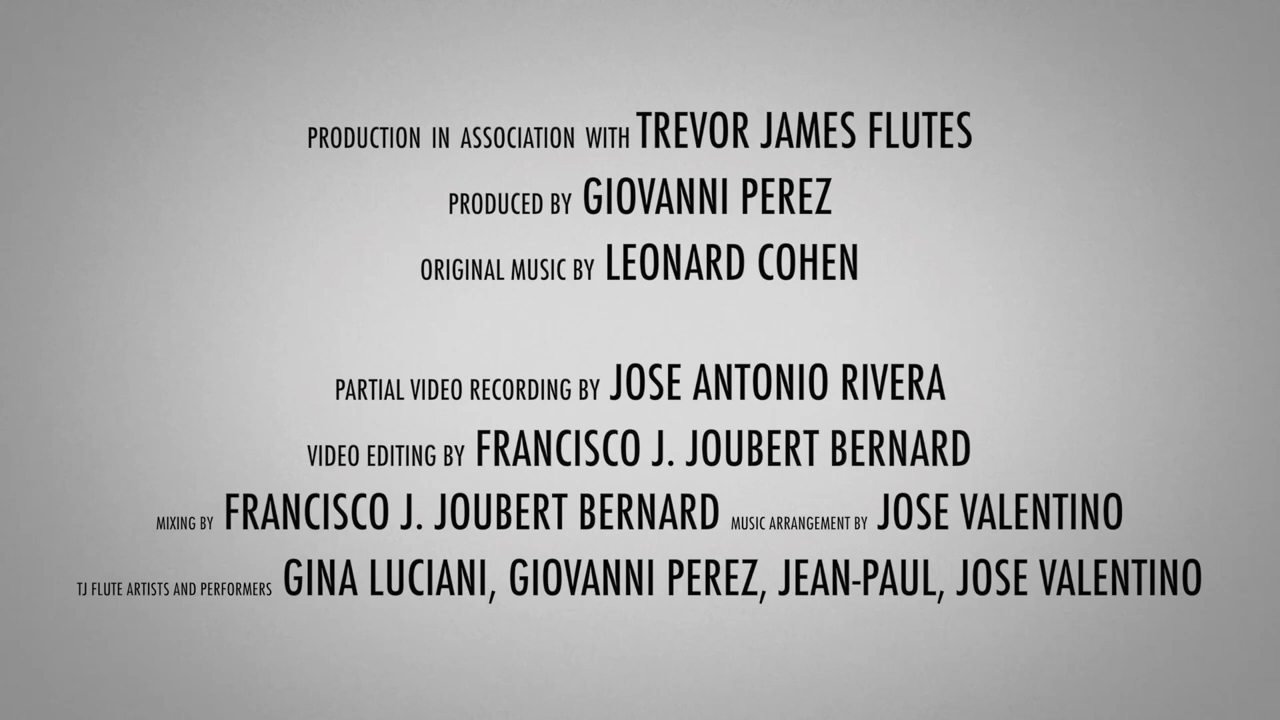 PRODUCTION IN ASSOCIATION WITH TREVOR JAMES FLUTES
PRODUCED BY GIOVANNI PEREZ
ORIGINAL MUSIC BY LEONARD COHEN
PARTIAL VIDEO RECORDING BY JOSE ANTONIO RIVERA
VIDEO EDITING BY FRANCISCO J. JOUBERT BERNARD
MIXING BY FRANCISCO J. JOUBERT BERNARD MUSIC ARRANGEMENT BY JOSE VALENTINO
TJ FLUTE ARTISTS AND PERFORMERS GINA LUCIANI, GIOVANNI PEREZ, JEAN-PAUL, JOSE VALENTINO